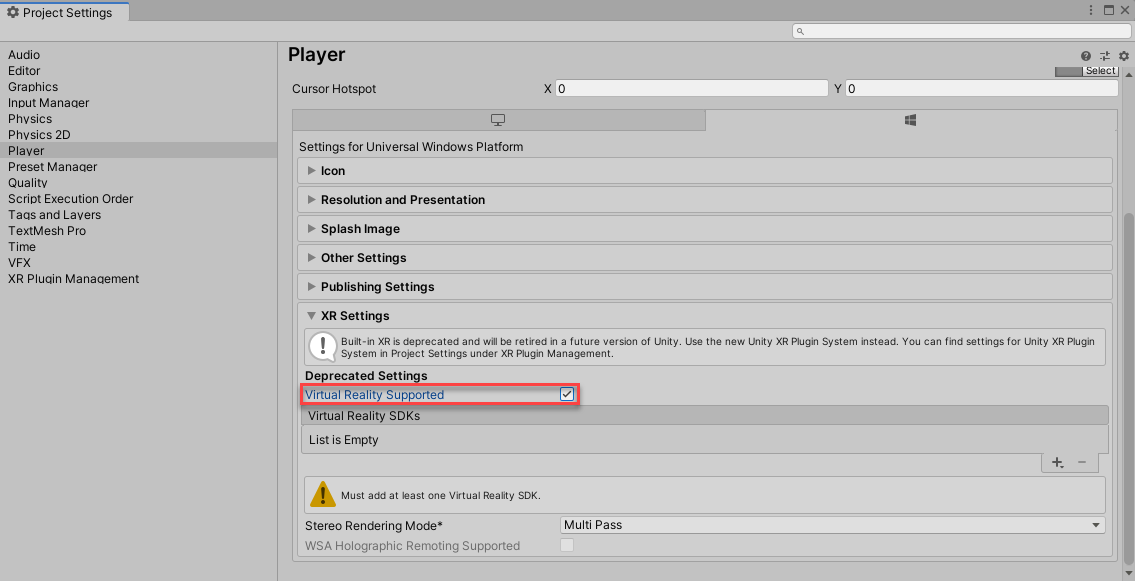 Project Settings
Audio
Editor
Graphics
Input Manager
Physics
Physics 2D
Player
Preset Manager
Quality
Script Execution Order
Tags and Layers
TextMesh Pro
Time
VFX
XR Plugin Management
Player
Select
Cursor Hotspot X 0 Y 0
Settings for Universal Windows Platform
Icon
Resolution and Presentation
Splash Image
Other Settings
Publishing Settings
XR Settings
Built-in XR is deprecated and will be retired in a future version of Unity. Use the new Unity XR Plugin System instead. You can find settings for Unity XR Plugin
System in Project Settings under XR Plugin Management.
Deprecated Settings
Virtual Reality Supported
Virtual Reality SDKs
List is Empty
Must add at least one Virtual Reality SDK.
Stereo Rendering Mode* Multi Pass
WSA Holographic Remoting Supported